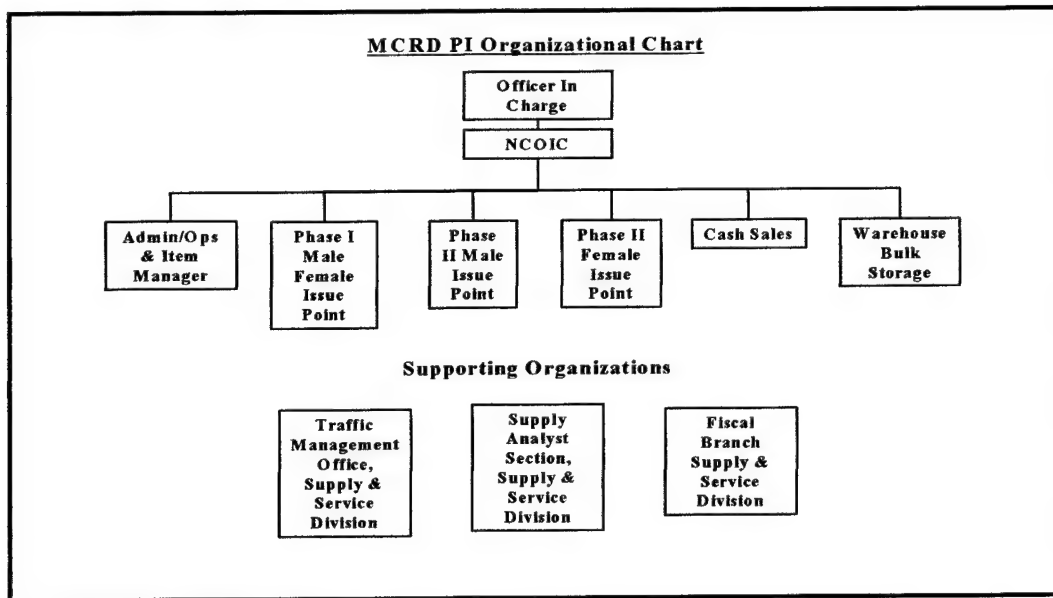 MCRD PI Organizational Chart
Officer In
Charge
NCOIC
Admin/Ops
& Item
Manager
Phase I
Male
Female
Issue
Point
Phase
II Male
Issue
Point
Phase II
Female
Issue
Point
Cash Sales
Warehouse
Bulk
Storage
Supporting Organizations
Traffic
Management
Office,
Supply &
Service
Division
Supply
Analyst
Section,
Supply &
Service
Division
Fiscal
Branch
Supply &
Service
Division